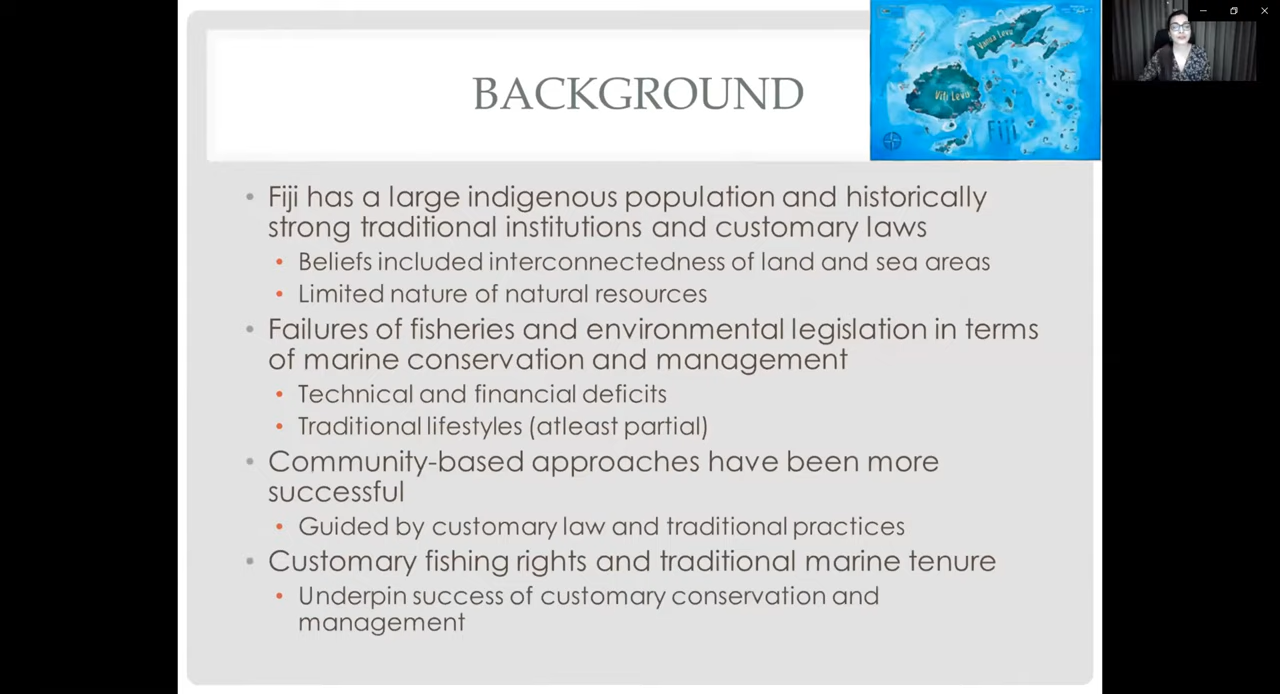 BACKGROUND
Vanua Levu
Viti Levu
Fiji
• Fiji has a large indigenous population and historically
strong traditional institutions and customary laws
• Beliefs included interconnectedness of land and sea areas
• Limited nature of natural resources
• Failures of fisheries and environmental legislation in terms
of marine conservation and management
• Technical and financial deficits
• Traditional lifestyles (atleast partial)
• Community-based approaches have been more
successful
• Guided by customary law and traditional practices
• Customary fishing rights and traditional marine tenure
• Underpin success of customary conservation and
management